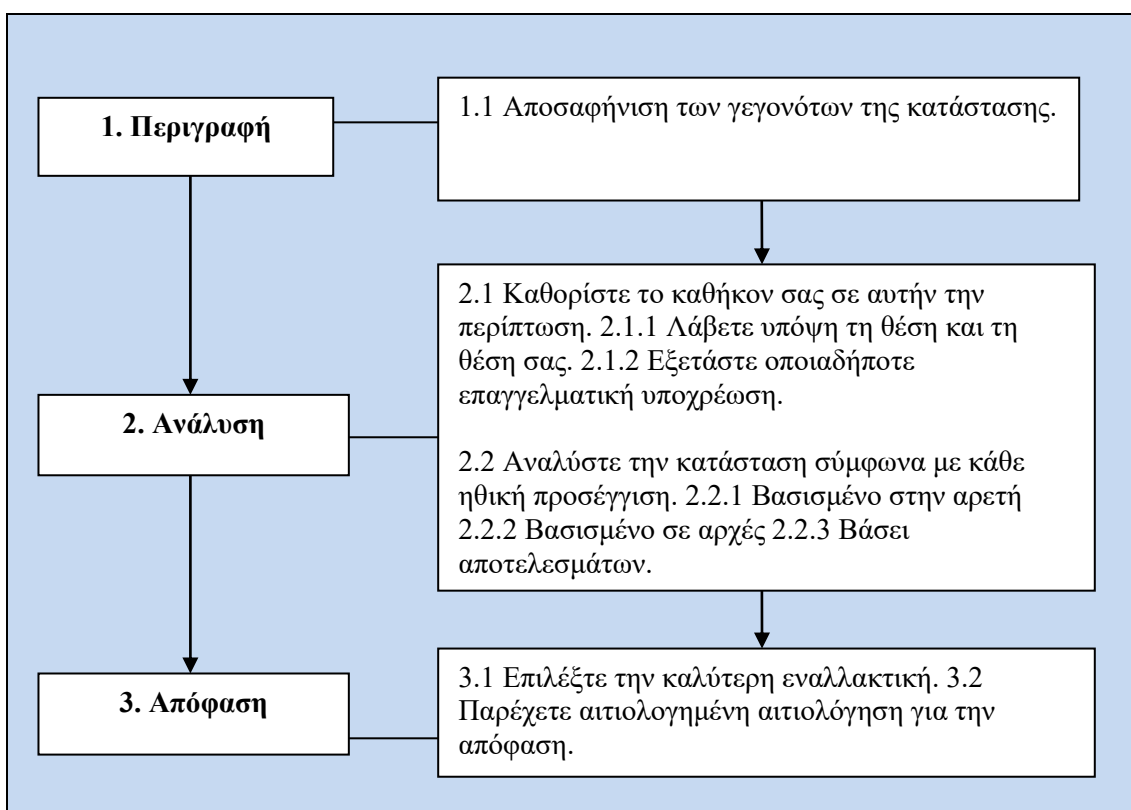 1. Περιγραφή
1.1 Αποσαφήνιση των γεγονότων της κατάστασης.
2. Ανάλυση
2.1 Καθορίστε το καθήκον σας σε αυτήν την
περίπτωση. 2.1.1 Λάβετε υπόψη τη θέση και τη
θέση σας. 2.1.2 Εξετάστε οποιαδήποτε
επαγγελματική υποχρέωση.
2.2 Αναλύστε την κατάσταση σύμφωνα με κάθε
ηθική προσέγγιση. 2.2.1 Βασισμένο στην αρετή
2.2.2 Βασισμένο σε αρχές 2.2.3 Βάσει
αποτελεσμάτων.
3. Απόφαση
3.1 Επιλέξτε την καλύτερη εναλλακτική. 3.2
Παρέχετε αιτιολογημένη αιτιολόγηση για την
απόφαση.